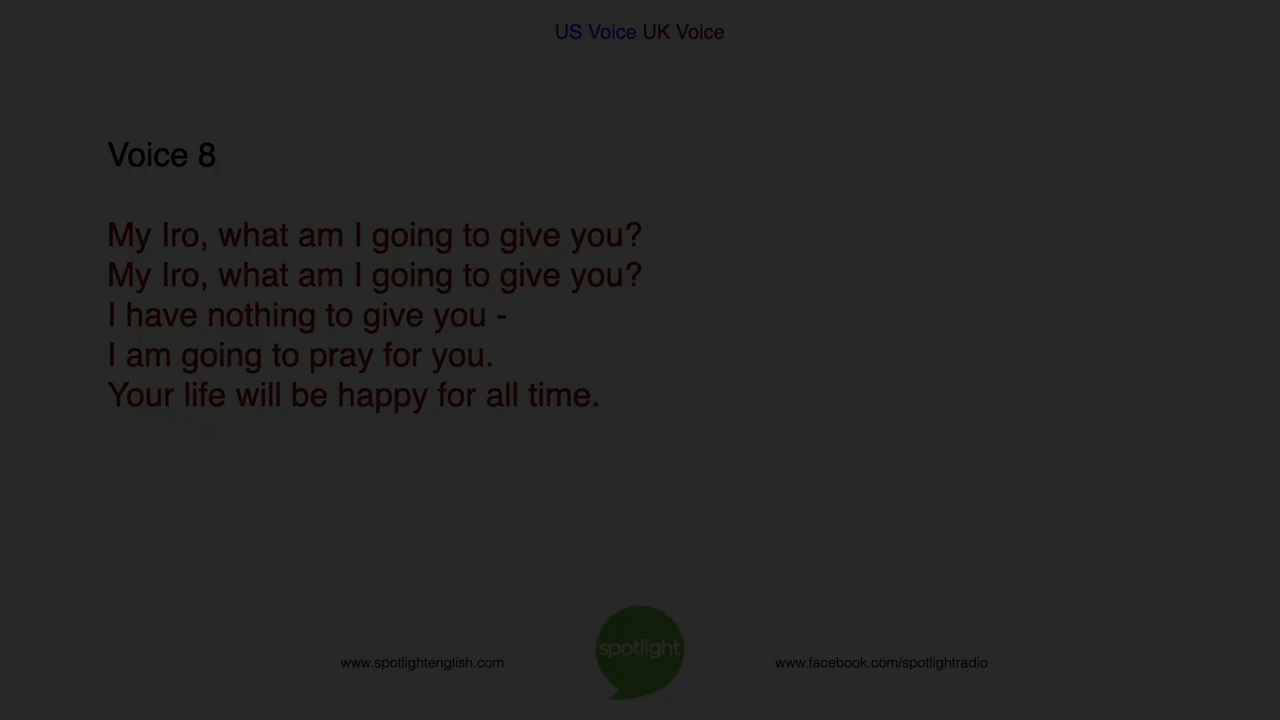 US Voice UK Voice
Voice 8
My Iro, what am I going to give you?
My Iro, what am I going to give you?
I have nothing to give you -
I am going to pray for you.
Your life will be happy for all time.
spotlight
www.spotlightenglish.com
www.facebook.com/spotlightradio